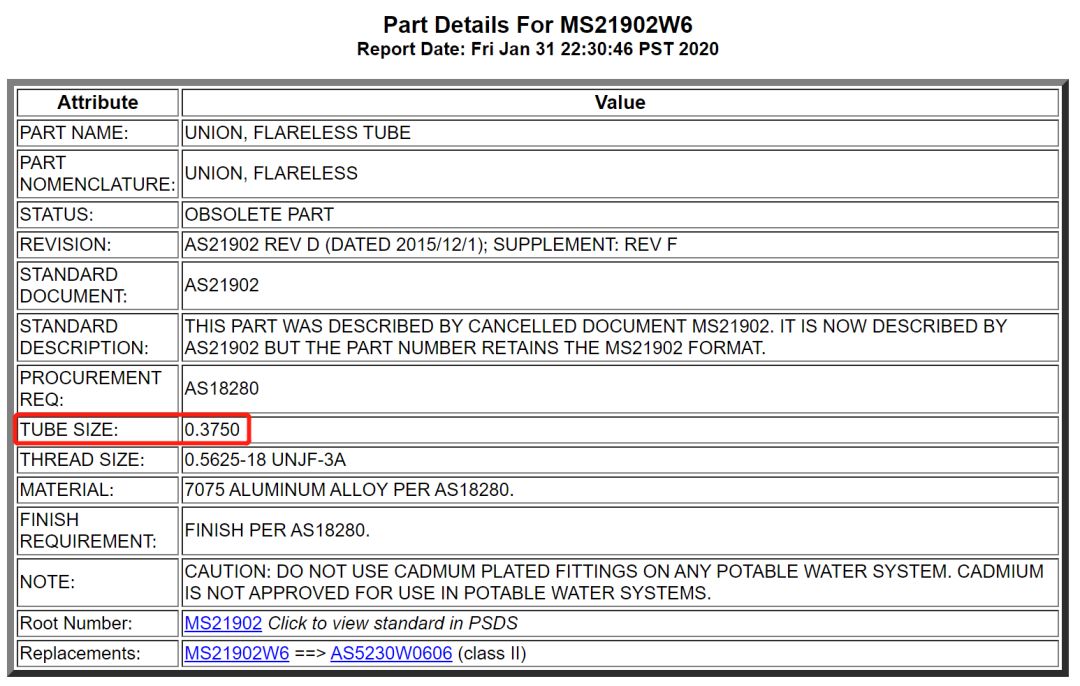 Part Details For MS21902W6
Report Date: Fri Jan 31 22:30:46 PST 2020
Attribute Value
PART NAME: UNION, FLARELESS TUBE
PART
NOMENCLATURE: UNION, FLARELESS
STATUS: OBSOLETE PART
REVISION: AS21902 REV D (DATED 2015/12/1); SUPPLEMENT: REV F
STANDARD
DOCUMENT: AS21902
STANDARD
DESCRIPTION: THIS PART WAS DESCRIBED BY CANCELLED DOCUMENT MS21902. IT IS NOW DESCRIBED BY
AS21902 BUT THE PART NUMBER RETAINS THE MS21902 FORMAT.
PROCUREMENT
REQ: AS18280
TUBE SIZE: 0.3750
THREAD SIZE: 0.5625-18 UNJF-3A
MATERIAL: 7075 ALUMINUM ALLOY PER AS18280.
FINISH
REQUIREMENT: FINISH PER AS18280.
NOTE: CAUTION: DO NOT USE CADMUM PLATED FITTINGS ON ANY POTABLE WATER SYSTEM. CADMIUM
IS NOT APPROVED FOR USE IN POTABLE WATER SYSTEMS.
Root Number: MS21902 Click to view standard in PSDS
Replacements: MS21902W6 ==> AS5230W0606 (class II)